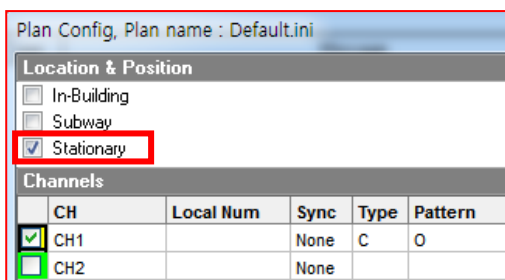 Plan Config, Plan name : Default.ini
Location & Position
In-Building
Subway
Stationary
Channels
CH Local Num Sync Type Pattern
CH1 None C O
CH2 None